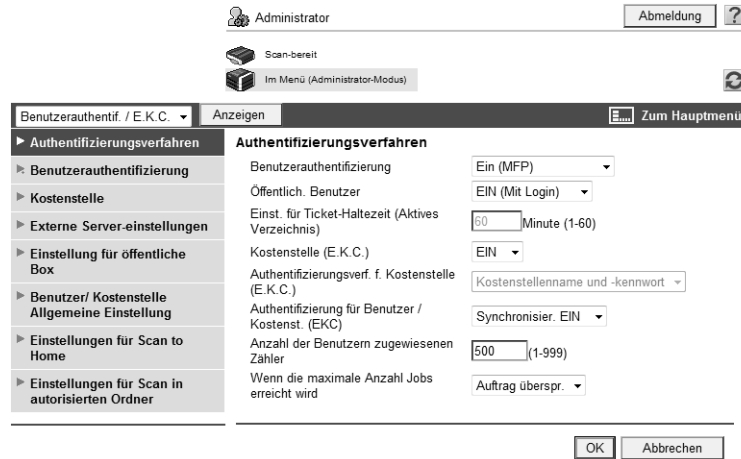 Administrator
Abmeldung
?
Scan-bereit
Im Menü (Administrator-Modus)
Benutzerauthentif. / E.K.C.
Anzeigen
Zum Hauptmenü
Authentifizierungsverfahren
Benutzerauthentifizierung
Kostenstelle
Externe Server-einstellungen
Einstellung für öffentliche
Box
Benutzer/ Kostenstelle
Allgemeine Einstellung
Einstellungen für Scan to
Home
Einstellungen für Scan in
autorisierten Ordner
Authentifizierungsverfahren
Benutzerauthentifizierung Ein (MFP)
Öffentlich. Benutzer EIN (Mit Login)
Einst. für Ticket-Haltezeit (Aktives
Verzeichnis) 60 Minute (1-60)
Kostenstelle (E.K.C.) EIN
Authentifizierungsverf. f. Kostenstelle
(E.K.C.) Kostenstellenname und -kennwort
Authentifizierung für Benutzer /
Kostenst. (EKC) Synchronisier. EIN
Anzahl der Benutzern zugewiesenen
Zähler 500 (1-999)
Wenn die maximale Anzahl Jobs
erreicht wird Auftrag überspr.
OK Abbrechen